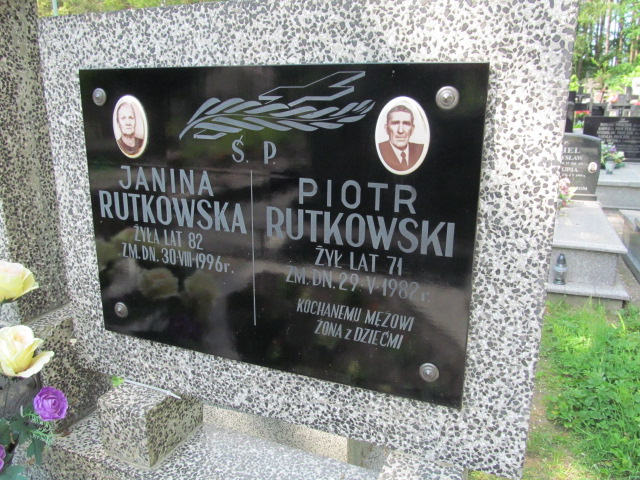 Ś. P.
JANINA
RUTKOWSKA
ŻYŁA LAT 82
ZM. DN. 30·VIII·1996r.
PIOTR
RUTKOWSKI
ŻYŁ LAT 71
ZM. DN. 29·V·1982r.
KOCHANEMU MĘŻOWI
ŻONA z DZIEĆMI